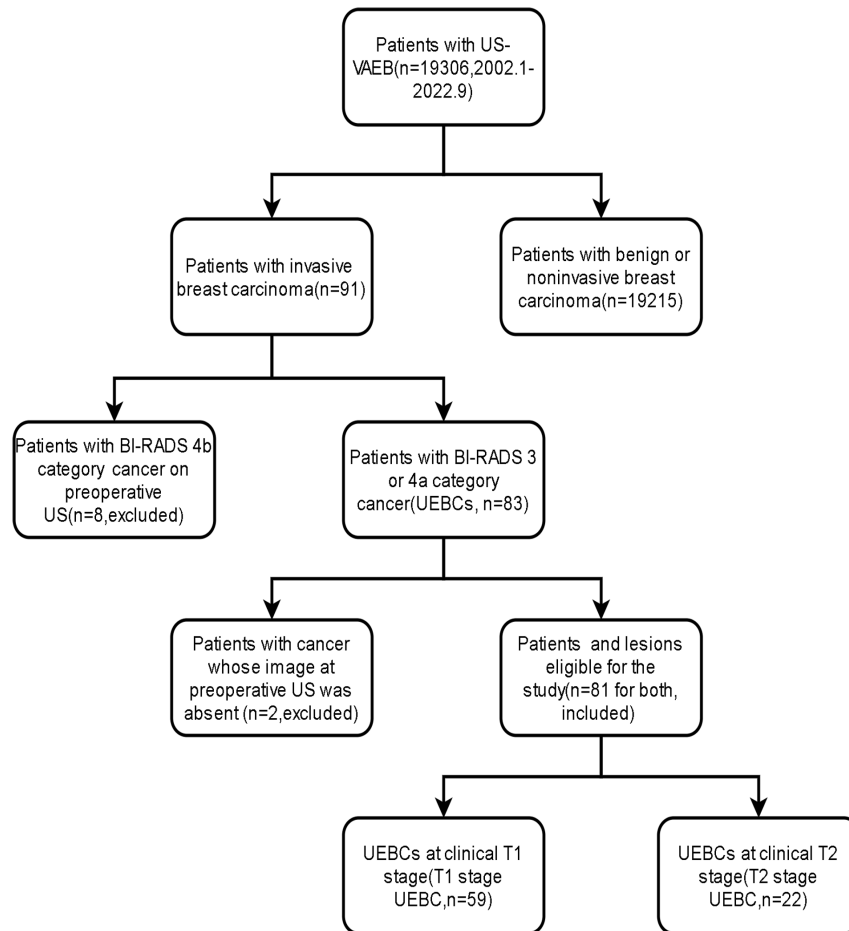 Patients with US-
VAEB(n=19306,2002.1-
2022.9)
Patients with invasive
breast carcinoma(n=91)
Patients with benign or
noninvasive breast
carcinoma(n=19215)
Patients with BI-RADS 4b
category cancer on
preoperative
US(n=8,excluded)
Patients with BI-RADS 3
or 4a category
cancer(UEBCs, n=83)
Patients with cancer
whose image at
preoperative US was
absent (n=2,excluded)
Patients and lesions
eligible for the
study(n=81 for both,
included)
UEBCs at clinical T1
stage(T1 stage
UEBC,n=59)
UEBCs at clinical T2
stage(T2 stage
UEBC,n=22)